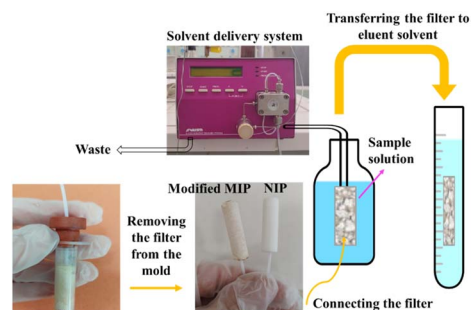 Transferring the filter to
eluent solvent
Solvent delivery system
Waste
Sample
solution
Modified MIP NIP
Removing
the filter
from the
mold
Connecting the filter